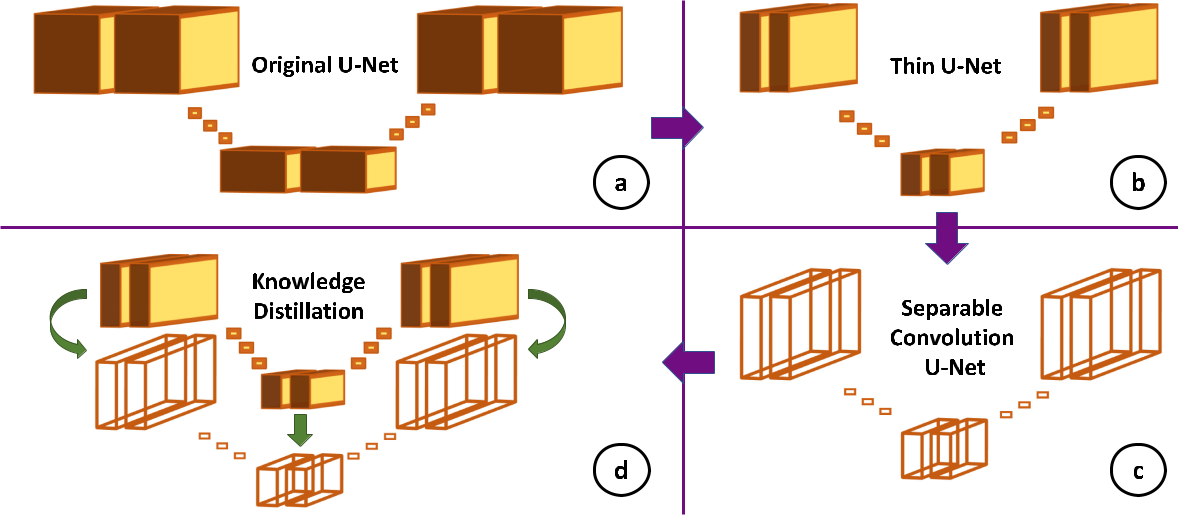 Original U-Net
a
Thin U-Net
b
Separable
Convolution
U-Net
c
Knowledge
Distillation
d